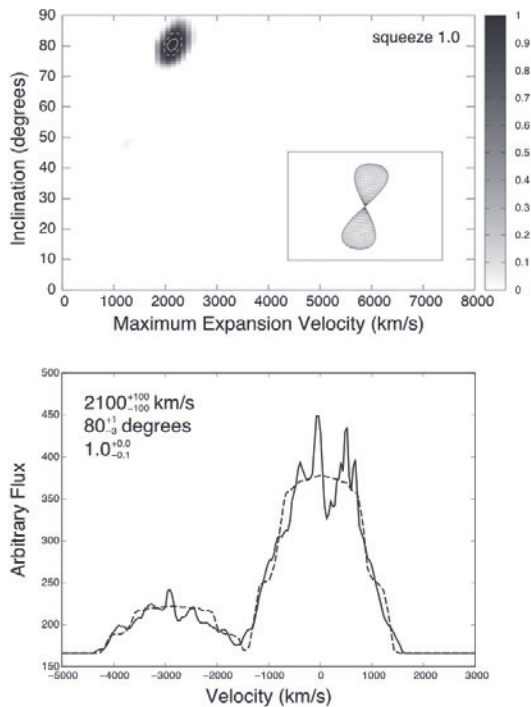 squeeze 1.0
Inclination (degrees)
90
80
70
60
50
40
30
20
10
0
0 1000 2000 3000 4000 5000 6000 7000 8000
Maximum Expansion Velocity (km/s)
1
0.9
0.8
0.7
0.6
0.5
0.4
0.3
0.2
0.1
0
2100 +100 -100 km/s
80 +1 -3 degrees
1.0 +0.0 -0.1
Arbitrary Flux
500
450
400
350
300
250
200
150
-5000 -4000 -3000 -2000 -1000 0 1000 2000 3000
Velocity (km/s)